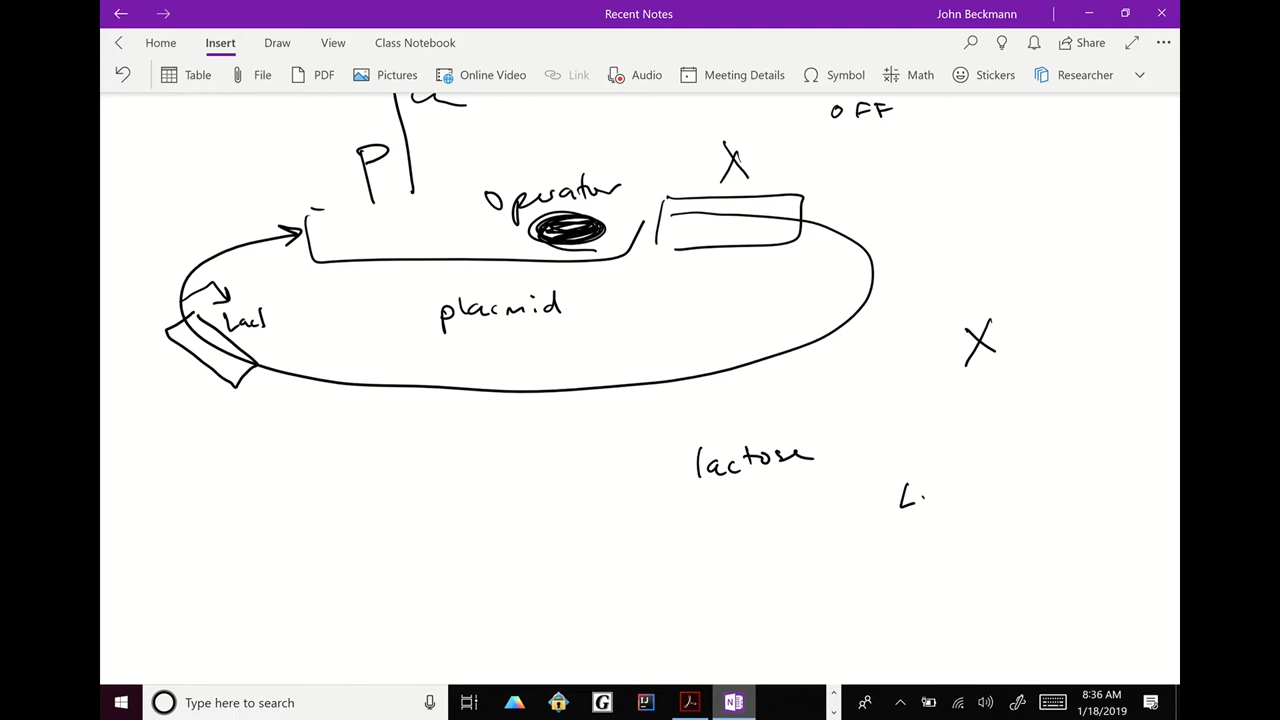 Recent Notes
John Beckmann
Home Insert Draw View Class Notebook
Share
Table File PDF Pictures Online Video Link Audio Meeting Details Symbol Math Stickers Researcher
OFF
P
X
operator
LacI
plasmid
X
lactose
L
Type here to search
G
8:36 AM
1/18/2019